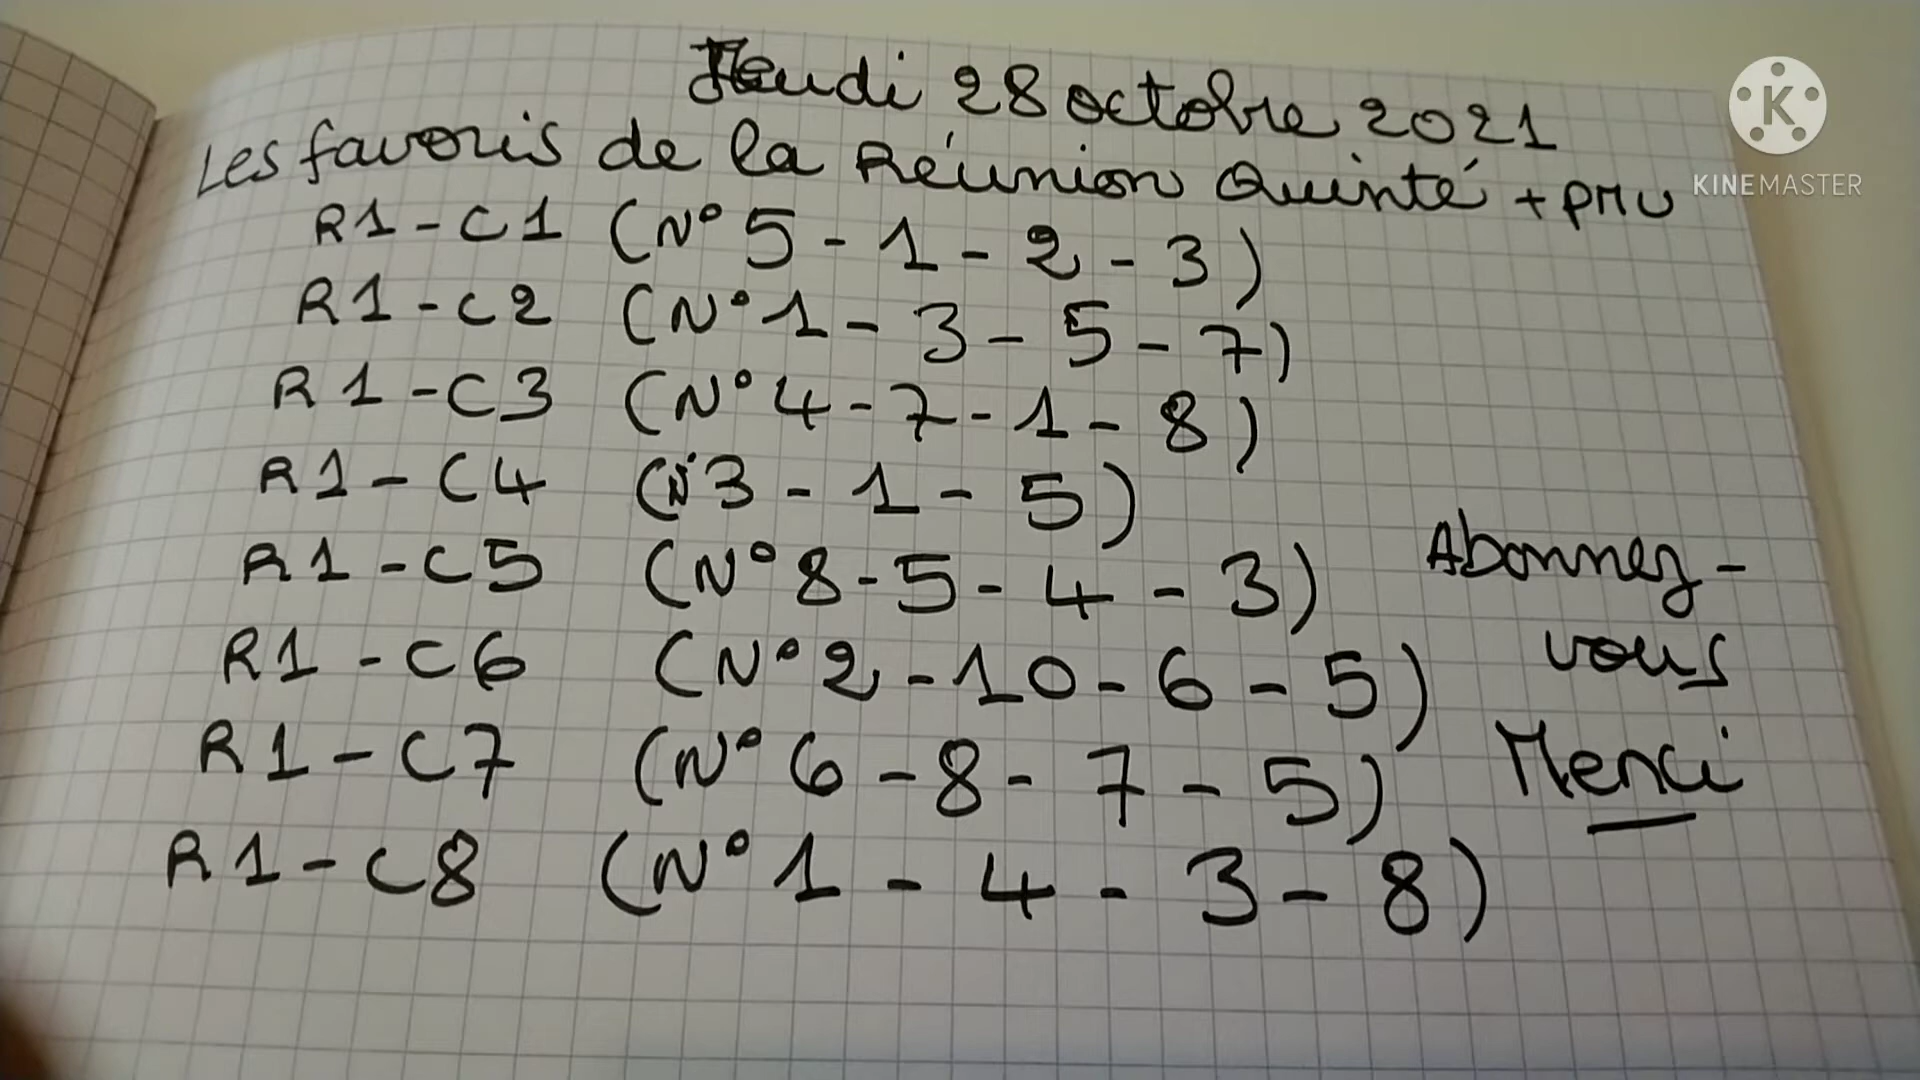 Jeudi 28 octobre 2021
Les favoris de la Réunion Quinté + PMU
R1 - C1 (N° 5 - 1 - 2 - 3)
R1 - C2 (N° 1 - 3 - 5 - 7)
R1 - C3 (N° 4 - 7 - 1 - 8)
R1 - C4 (N° 3 - 1 - 5)
R1 - C5 (N° 8 - 5 - 4 - 3)
R1 - C6 (N° 2 - 10 - 6 - 5)
R1 - C7 (N° 6 - 8 - 7 - 5)
R1 - C8 (N° 1 - 4 - 3 - 8)
Abonnez-
vous
Merci
K
KINEMASTER